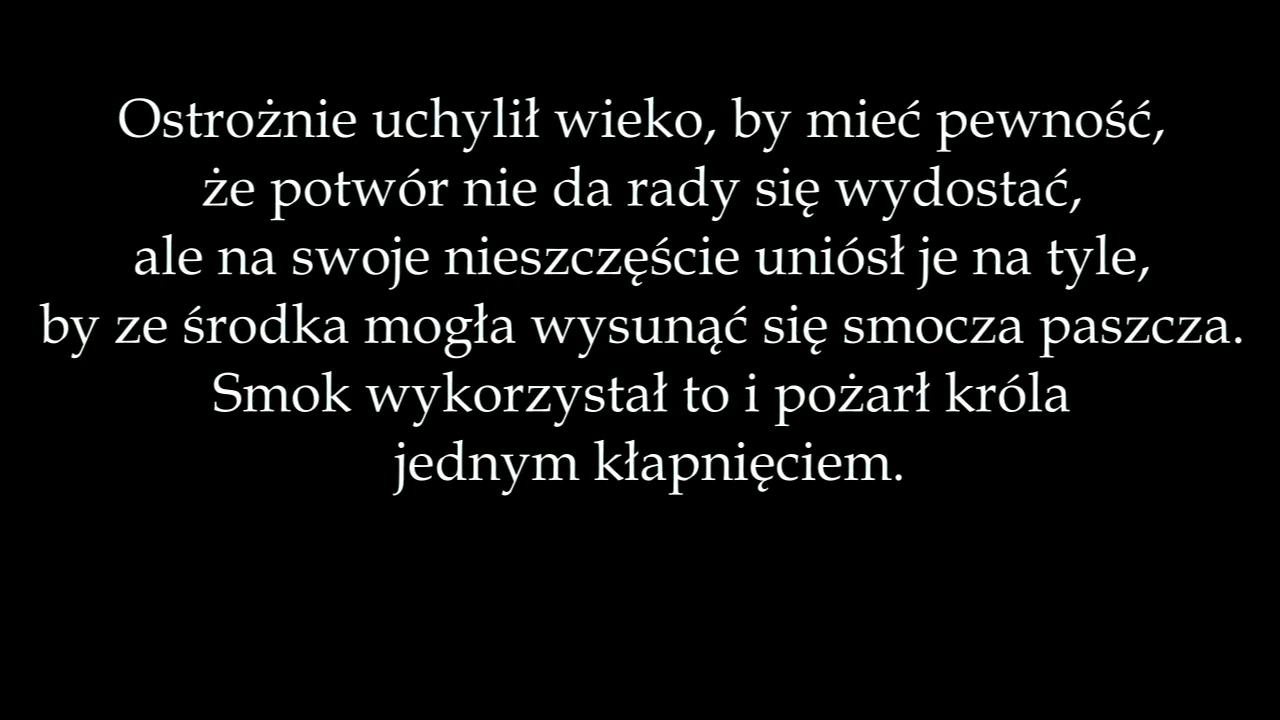 Ostrożnie uchylił wieko, by mieć pewność,
że potwór nie da rady się wydostać,
ale na swoje nieszczęście uniósł je na tyle,
by ze środka mogła wysunąć się smocza paszcza.
Smok wykorzystał to i pożarł króla
jednym kłapnięciem.